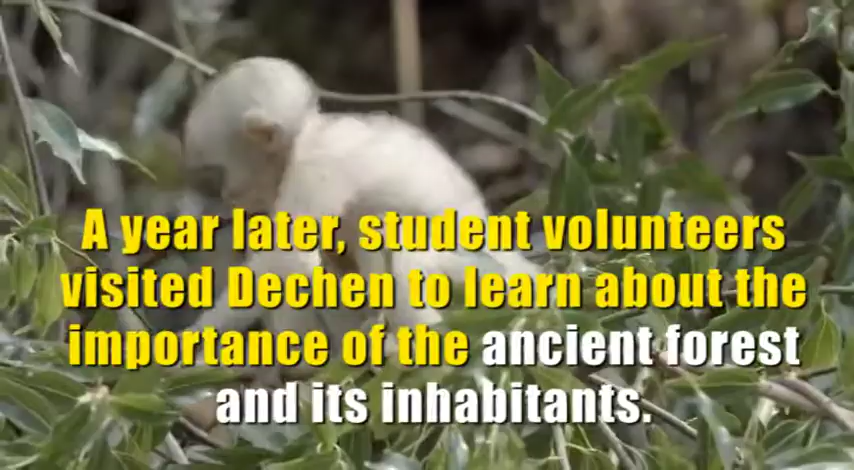 A year later, student volunteers
visited Dechen to learn about the
importance of the ancient forest
and its inhabitants.